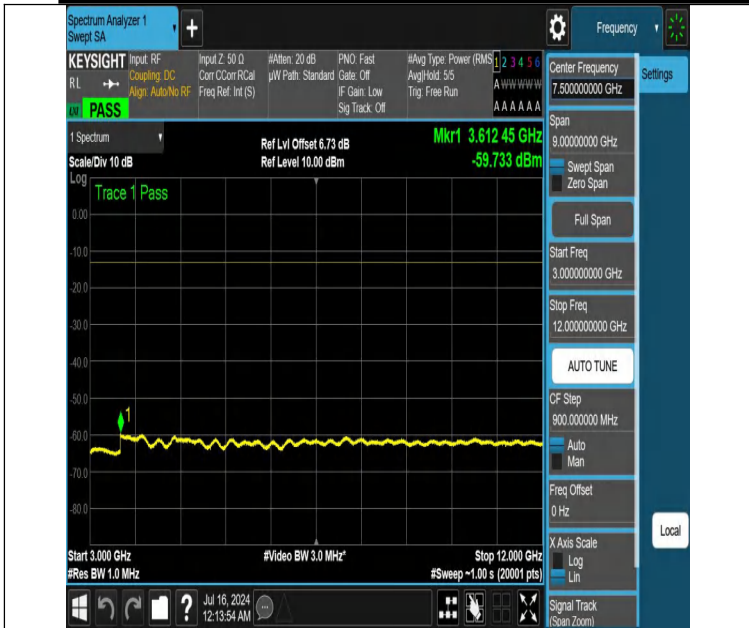 Spectrum Analyzer 1
Swept SA
+
Frequency
KEYSIGHT
RL
PASS
Input: RF
Coupling: DC
Align: Auto/No RF
Input Z: 50 Ω
Corr CCorr RCal
Freq Ref: Int (S)
#Atten: 20 dB
µW Path: Standard
PNO: Fast
Gate: Off
IF Gain: Low
Sig Track: Off
#Avg Type: Power (RMS
Avg|Hold: 5/5
Trig: Free Run
1 2 3 4 5 6
A W W W W W
A A A A A A
1 Spectrum
Scale/Div 10 dB
Ref Lvl Offset 6.73 dB
Ref Level 10.00 dBm
Mkr1 3.612 45 GHz
-59.733 dBm
Log
Trace 1 Pass
0.00
-10.0
-20.0
-30.0
-40.0
-50.0
-60.0
-70.0
-80.0
1
Start 3.000 GHz
#Res BW 1.0 MHz
#Video BW 3.0 MHz*
Stop 12.000 GHz
#Sweep ~1.00 s (20001 pts)
Jul 16, 2024
12:13:54 AM
?
Center Frequency
7.500000000 GHz
Settings
Span
9.00000000 GHz
Swept Span
Zero Span
Full Span
Start Freq
3.000000000 GHz
Stop Freq
12.000000000 GHz
AUTO TUNE
CF Step
900.000000 MHz
Auto
Man
Freq Offset
0 Hz
X Axis Scale
Log
Lin
Local
Signal Track
(Span Zoom)